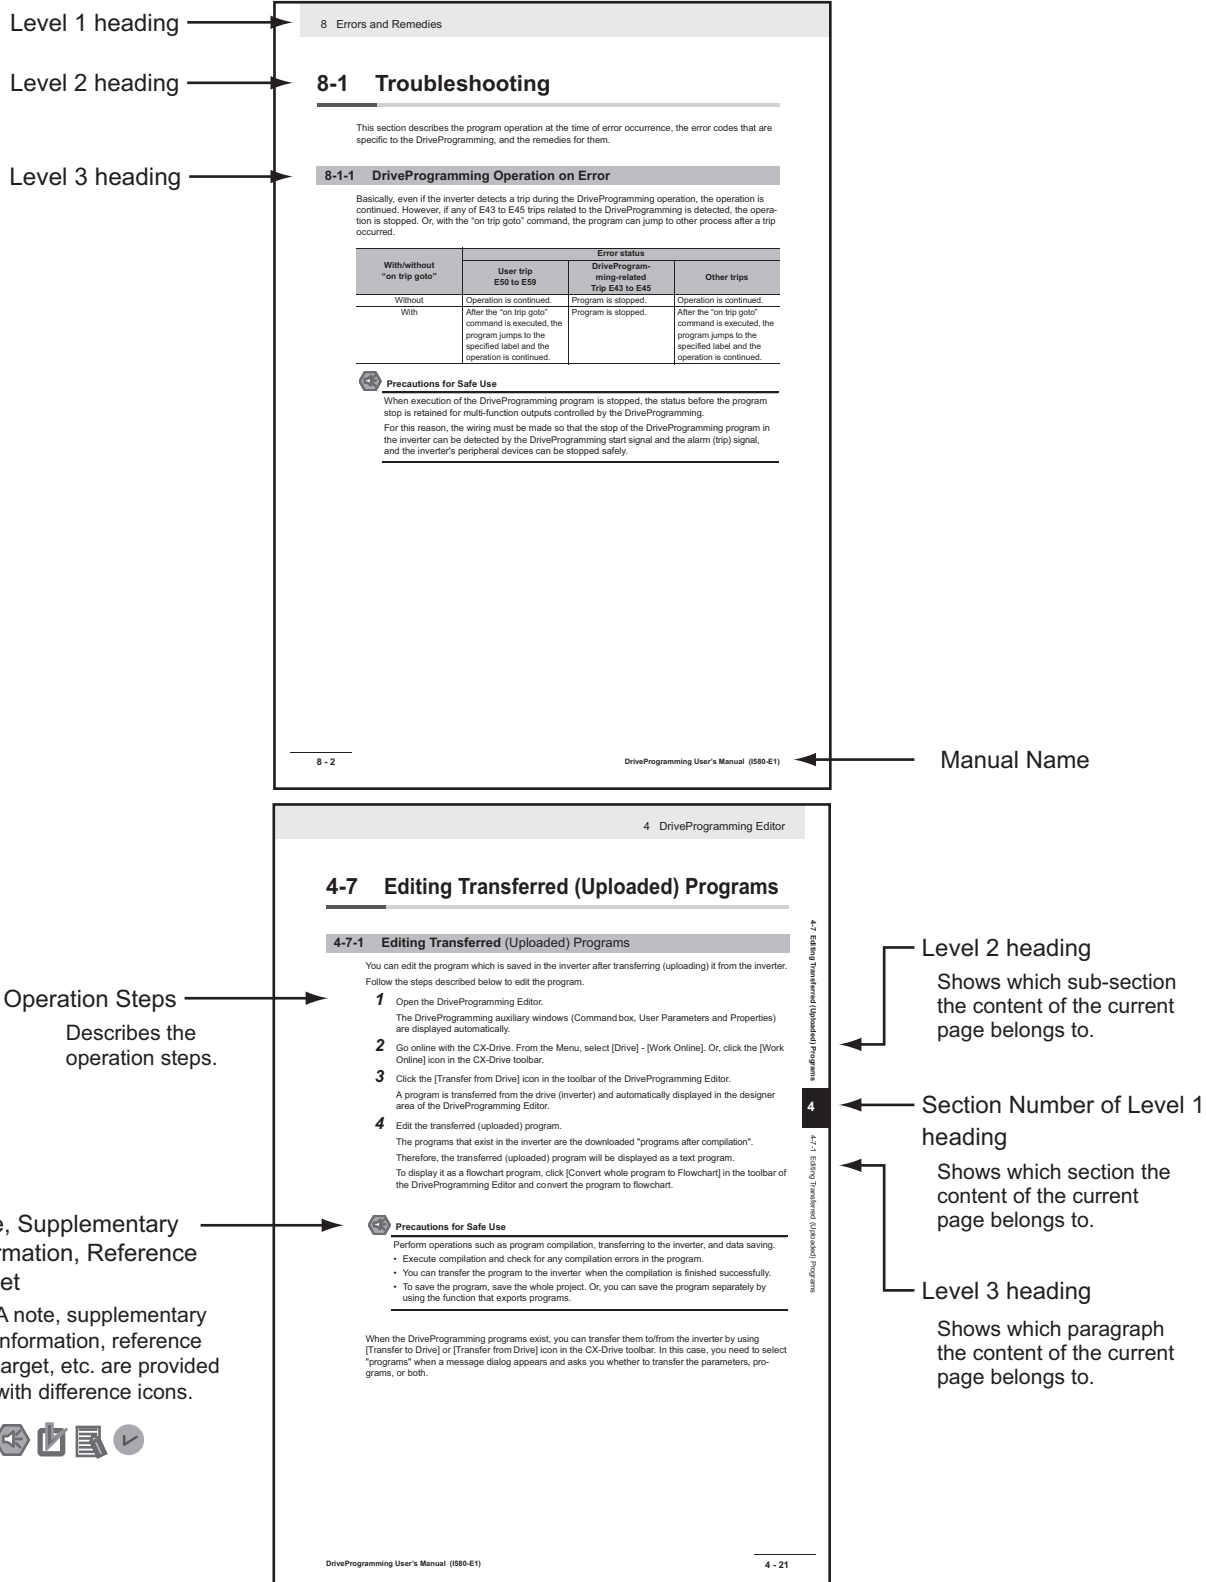 Level 1 heading
8 Errors and Remedies
Level 2 heading
8-1 Troubleshooting
This section describes the program operation at the time of error occurrence, the error codes that are
specific to the DriveProgramming, and the remedies for them.
Level 3 heading
8-1-1 DriveProgramming Operation on Error
Basically, even if the inverter detects a trip during the DriveProgramming operation, the operation is
continued. However, if any of E43 to E45 trips related to the DriveProgramming is detected, the opera-
tion is stopped. Or, with the “on trip goto” command, the program can jump to other process after a trip
occurred.
With/without
“on trip goto”
Error status
User trip
E50 to E59
DriveProgram-
ming-related
Trip E43 to E45
Other trips
Without
Operation is continued.
Program is stopped.
Operation is continued.
With
After the “on trip goto”
command is executed, the
program jumps to the
specified label and the
operation is continued.
Program is stopped.
After the “on trip goto”
command is executed, the
program jumps to the
specified label and the
operation is continued.
Precautions for Safe Use
When execution of the DriveProgramming program is stopped, the status before the program
stop is retained for multi-function outputs controlled by the DriveProgramming.
For this reason, the wiring must be made so that the stop of the DriveProgramming program in
the inverter can be detected by the DriveProgramming start signal and the alarm (trip) signal,
and the inverter's peripheral devices can be stopped safely.
8 - 2
DriveProgramming User's Manual (I580-E1)
Manual Name
4 DriveProgramming Editor
4-7 Editing Transferred (Uploaded) Programs
4-7-1 Editing Transferred (Uploaded) Programs
You can edit the program which is saved in the inverter after transferring (uploading) it from the inverter.
Follow the steps described below to edit the program.
1 Open the DriveProgramming Editor.
The DriveProgramming auxiliary windows (Command box, User Parameters and Properties)
are displayed automatically.
2 Go online with the CX-Drive. From the Menu, select [Drive] - [Work Online]. Or, click the [Work
Online] icon in the CX-Drive toolbar.
3 Click the [Transfer from Drive] icon in the toolbar of the DriveProgramming Editor.
A program is transferred from the drive (inverter) and automatically displayed in the designer
area of the DriveProgramming Editor.
4 Edit the transferred (uploaded) program.
The programs that exist in the inverter are the downloaded "programs after compilation".
Therefore, the transferred (uploaded) program will be displayed as a text program.
To display it as a flowchart program, click [Convert whole program to Flowchart] in the toolbar of
the DriveProgramming Editor and convert the program to flowchart.
Precautions for Safe Use
Perform operations such as program compilation, transferring to the inverter, and data saving.
• Execute compilation and check for any compilation errors in the program.
• You can transfer the program to the inverter when the compilation is finished successfully.
• To save the program, save the whole project. Or, you can save the program separately by
using the function that exports programs.
When the DriveProgramming programs exist, you can transfer them to/from the inverter by using
[Transfer to Drive] or [Transfer from Drive] icon in the CX-Drive toolbar. In this case, you need to select
"programs" when a message dialog appears and asks you whether to transfer the parameters, pro-
grams, or both.
DriveProgramming User's Manual (I580-E1)
4 - 21
4-7 Editing Transferred (Uploaded) Programs
4
4-7-1 Editing Transferred (Uploaded) Programs
Operation Steps
Describes the
operation steps.
e, Supplementary
rmation, Reference
et
A note, supplementary
nformation, reference
target, etc. are provided
with difference icons.
Level 2 heading
Shows which sub-section
the content of the current
page belongs to.
Section Number of Level 1
heading
Shows which section the
content of the current
page belongs to.
Level 3 heading
Shows which paragraph
the content of the current
page belongs to.